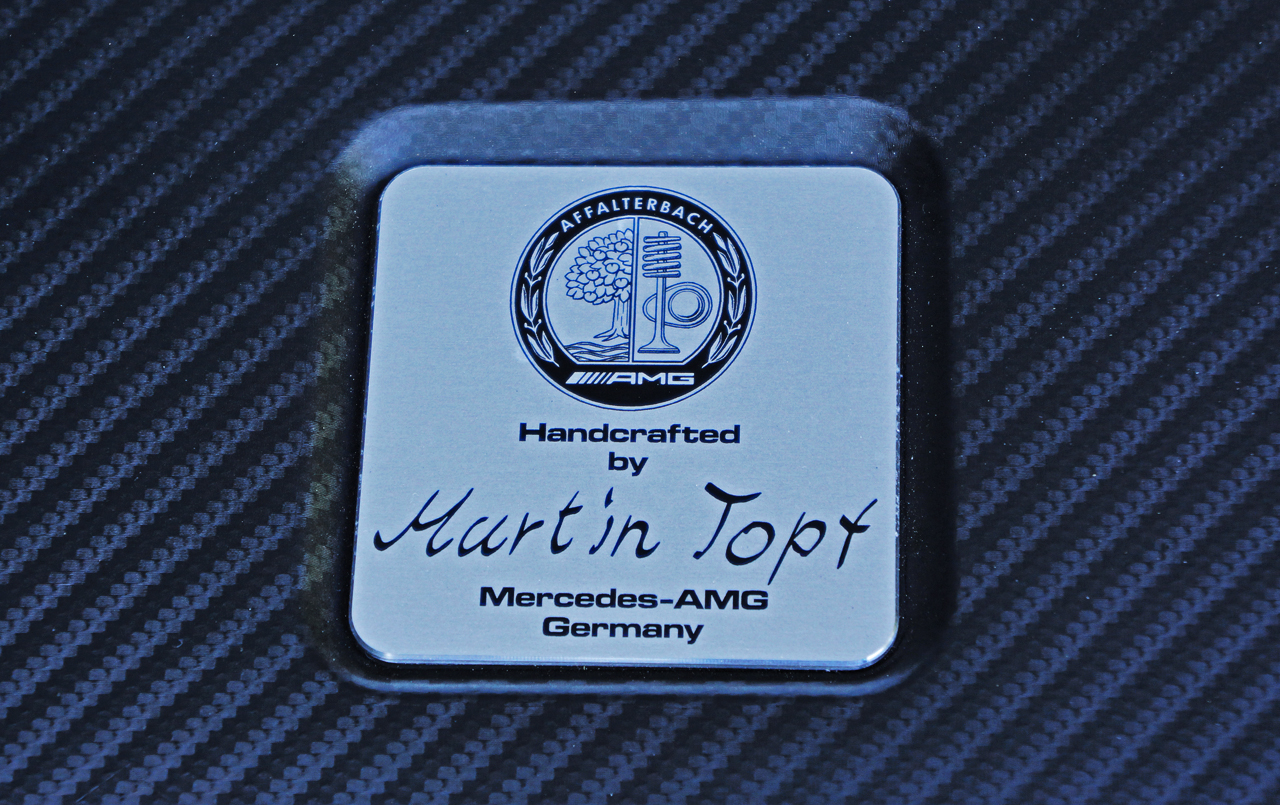 AFFALTERBACH
AMG
Handcrafted
by
Martin Topf
Mercedes-AMG
Germany